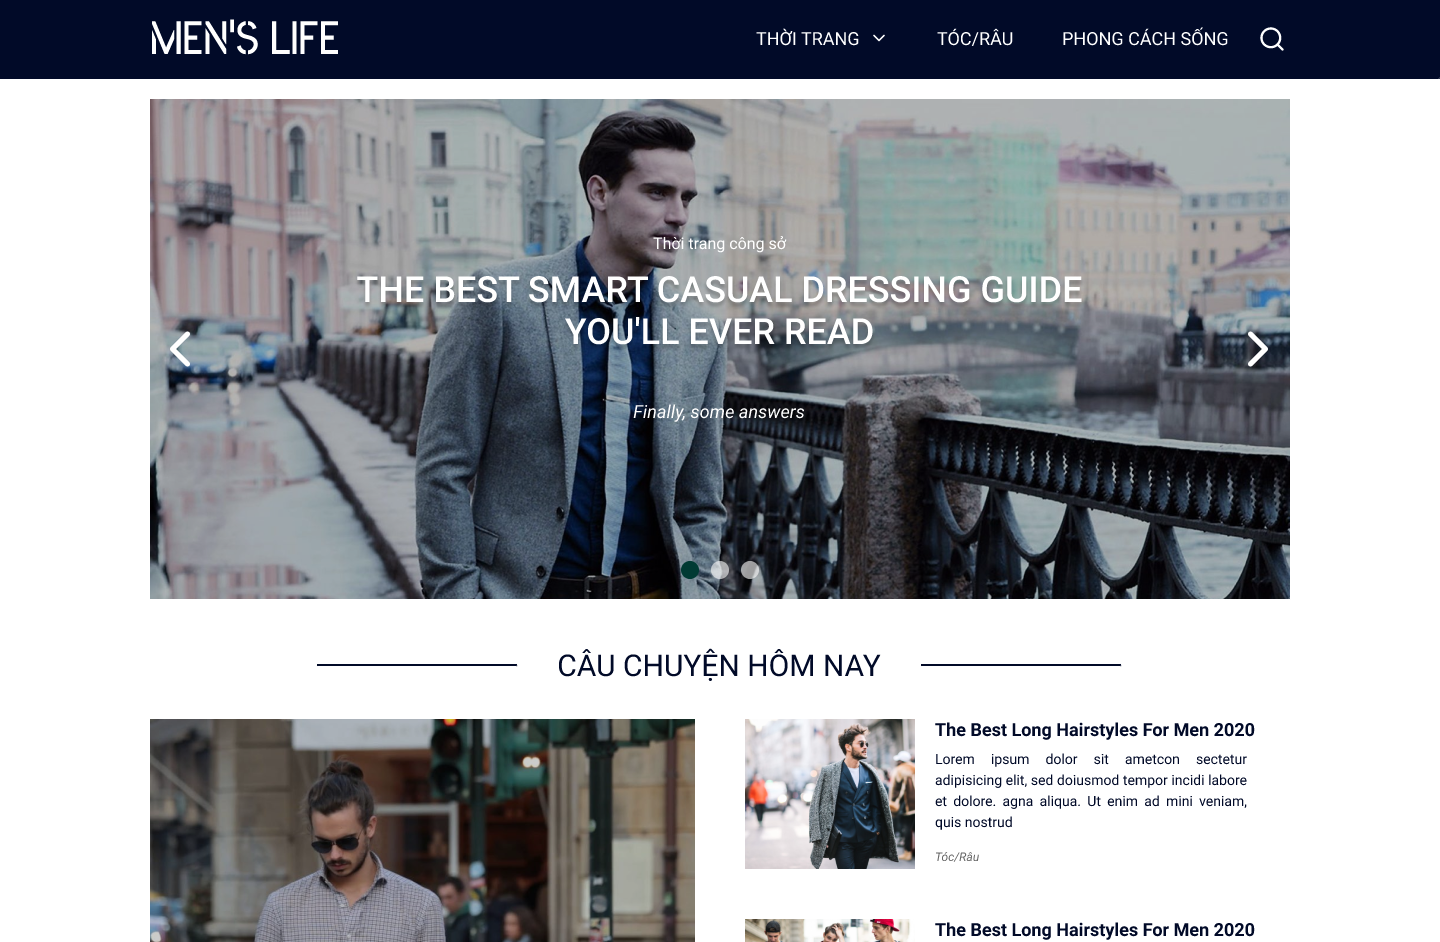 MEN'S LIFE
THỜI TRANG
TÓC/RÂU
PHONG CÁCH SỐNG
Thời trang công sở
THE BEST SMART CASUAL DRESSING GUIDE
YOU'LL EVER READ
Finally, some answers
CÂU CHUYỆN HÔM NAY
The Best Long Hairstyles For Men 2020
Lorem ipsum dolor sit ametcon sectetur
adipisicing elit, sed doiusmod tempor incidi labore
et dolore. agna aliqua. Ut enim ad mini veniam,
quis nostrud
Tóc/Râu
The Best Long Hairstyles For Men 2020